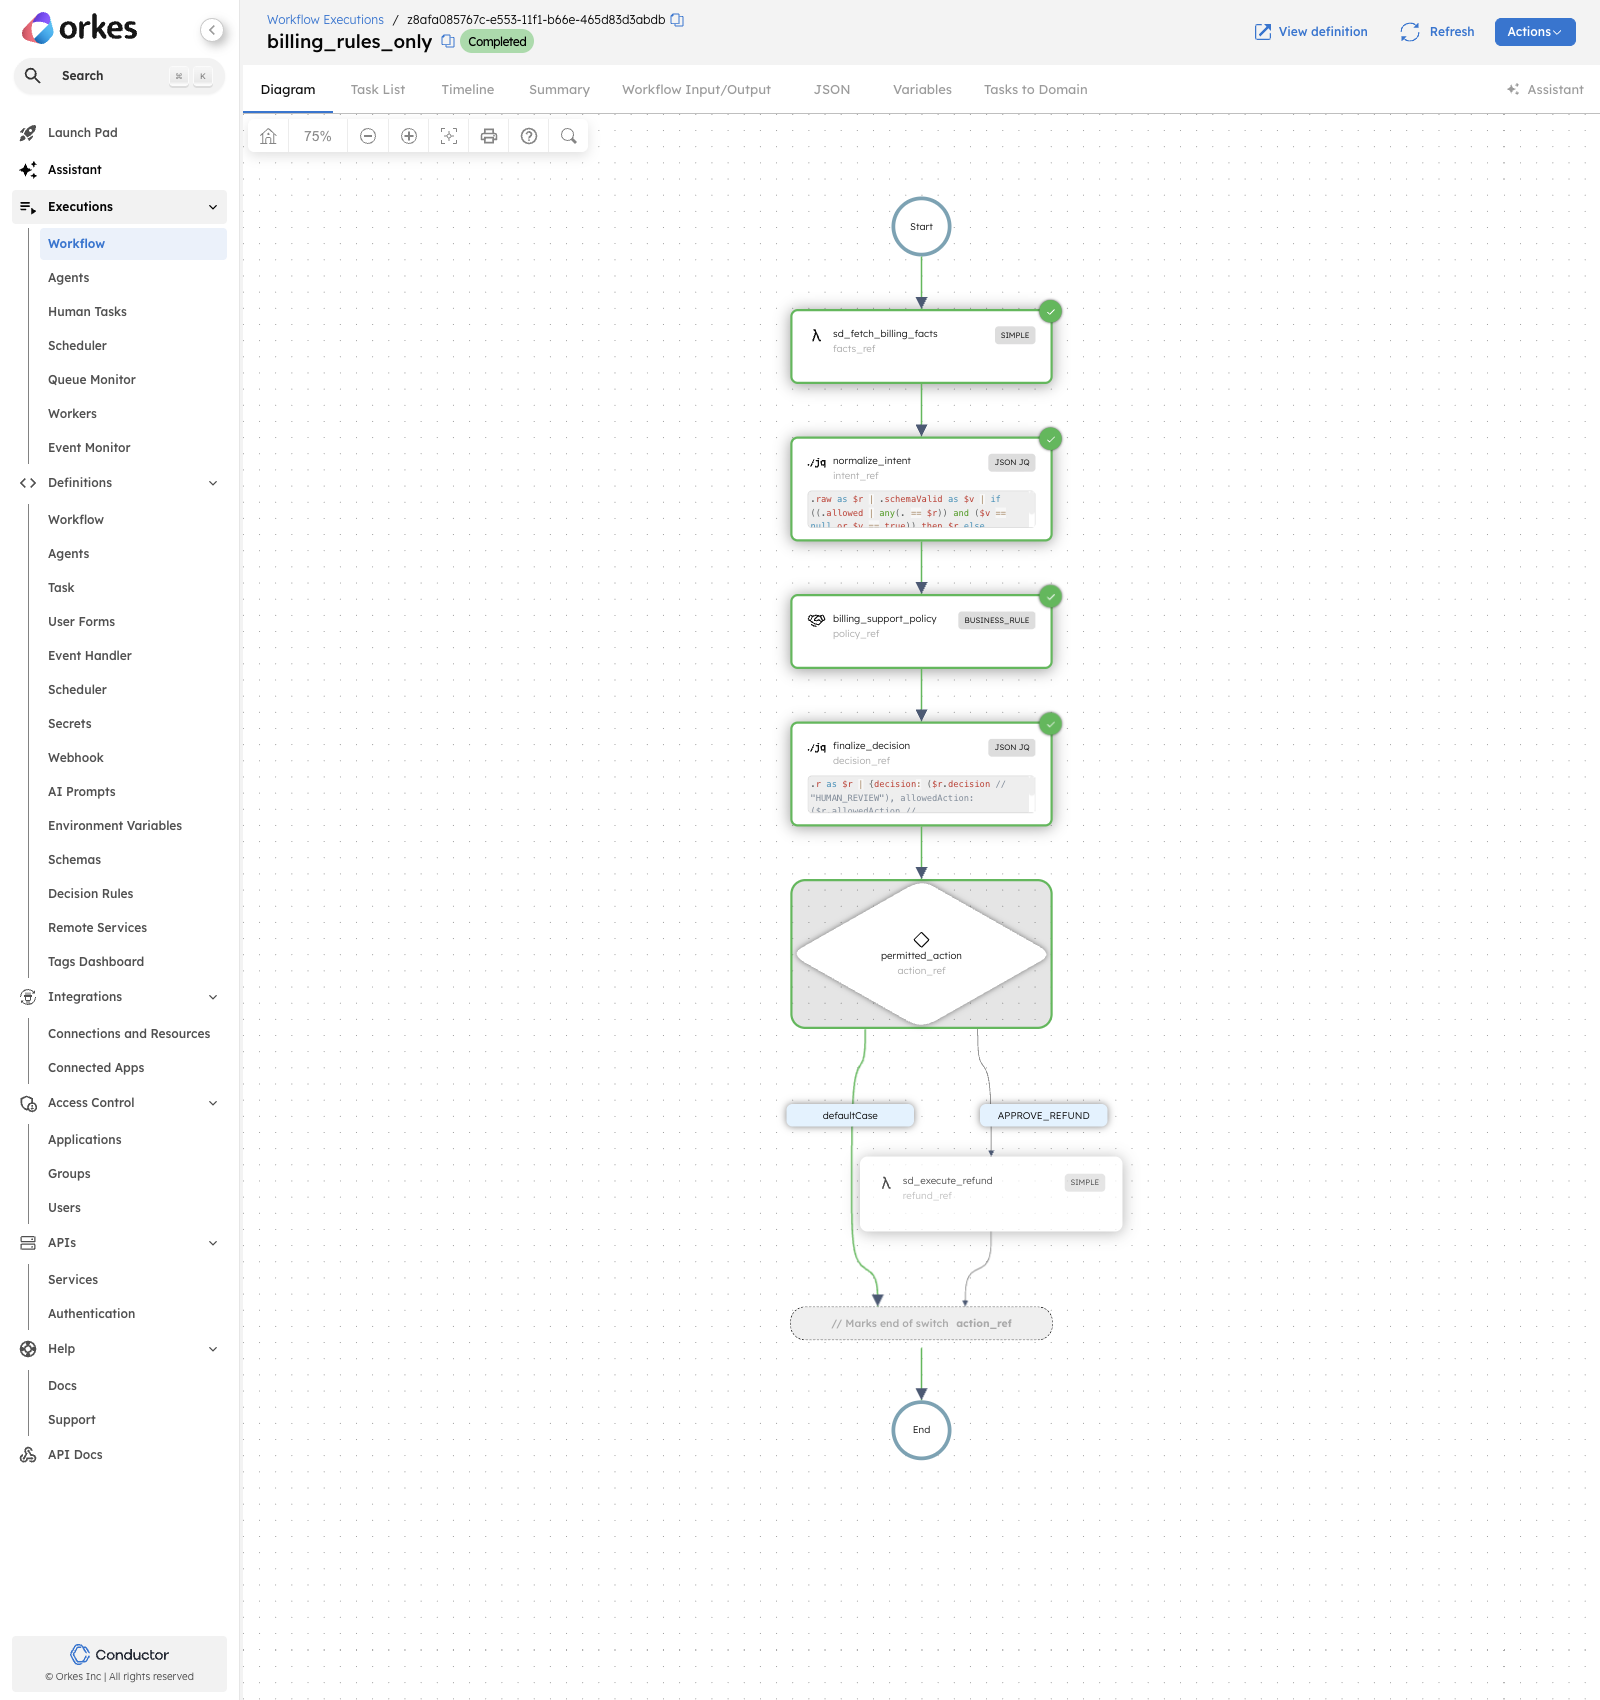 orkes
Search
⌘ K
Launch Pad
Assistant
Executions
Workflow
Agents
Human Tasks
Scheduler
Queue Monitor
Workers
Event Monitor
Definitions
Workflow
Agents
Task
User Forms
Event Handler
Scheduler
Secrets
Webhook
AI Prompts
Environment Variables
Schemas
Decision Rules
Remote Services
Tags Dashboard
Integrations
Connections and Resources
Connected Apps
Access Control
Applications
Groups
Users
APIs
Services
Authentication
Help
Docs
Support
API Docs
Conductor
© Orkes Inc | All rights reserved
Workflow Executions / z8afa085767c-e553-11f1-b66e-465d83d3abdb
billing_rules_only Completed
View definition Refresh Actions
Diagram Task List Timeline Summary Workflow Input/Output JSON Variables Tasks to Domain Assistant
75%
Start
sd_fetch_billing_facts SIMPLE
facts_ref
./jq normalize_intent JSON JQ
intent_ref
.raw as $r | .schemaValid as $v | if
((.allowed | any(. == $r)) and ($v ==
null or $v == true)) then $r else
billing_support_policy BUSINESS_RULE
policy_ref
./jq finalize_decision JSON JQ
decision_ref
.r as $r | {decision: ($r.decision //
"HUMAN_REVIEW"), allowedAction:
($r.allowedAction //
permitted_action
action_ref
defaultCase APPROVE_REFUND
sd_execute_refund SIMPLE
refund_ref
// Marks end of switch action_ref
End